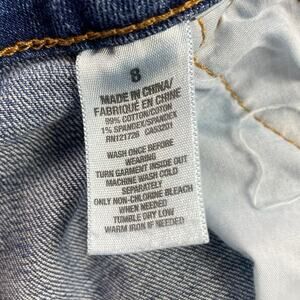 8
MADE IN CHINA/
FABRIQUÉ EN CHINE
99% COTTON/COTON
1% SPANDEX/SPANDEX
RN121726 CA53201
WASH ONCE BEFORE
WEARING
TURN GARMENT INSIDE OUT
MACHINE WASH COLD
SEPARATELY
ONLY NON-CHLORINE BLEACH
WHEN NEEDED
TUMBLE DRY LOW
WARM IRON IF NEEDED